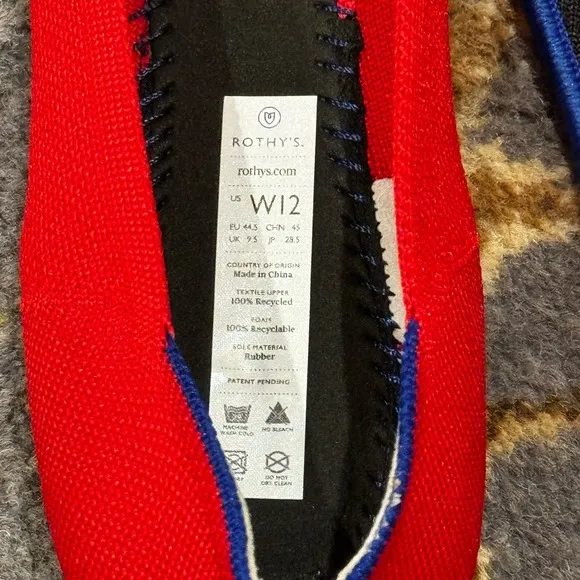 ROTHY'S™
rothys.com
US W12
EU 44.5 CHN 45
UK 9.5 JP 28.5
COUNTRY OF ORIGIN
Made in China
TEXTILE UPPER
100% Recycled
FOAM
100% Recyclable
SOLE MATERIAL
Rubber
PATENT PENDING
MACHINE WASH COLD
NO BLEACH
DO NOT DRY CLEAN